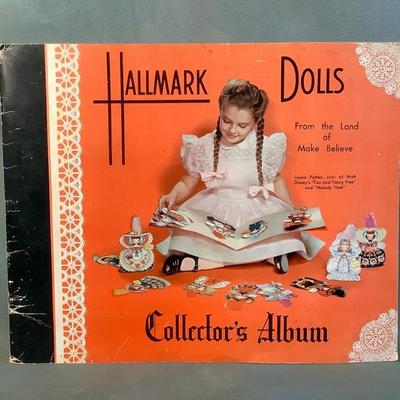 HALLMARK DOLLS
From the Land
of
Make Believe
Luana Patten, star of Walt
Disney's "Fun and Fancy Free"
and "Melody Time"
Collector's Album